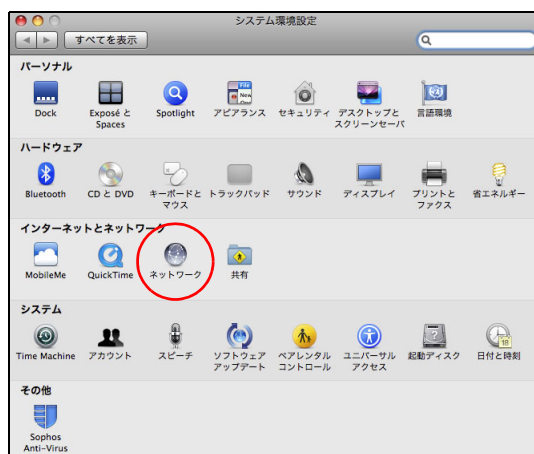 システム環境設定
すべてを表示
パーソナル
Dock
Exposé と
Spaces
Spotlight
File
New
アピアランス
セキュリティ
デスクトップと
スクリーンセーバ
言語環境
ハードウェア
Bluetooth
CD と DVD
キーボードと
マウス
トラックパッド
サウンド
ディスプレイ
プリントと
ファクス
省エネルギー
インターネットとネットワーク
MobileMe
QuickTime
ネットワーク
共有
システム
Time Machine
アカウント
スピーチ
ソフトウェア
アップデート
ペアレンタル
コントロール
ユニバーサル
アクセス
起動ディスク
18
日付と時刻
その他
Sophos
Anti-Virus